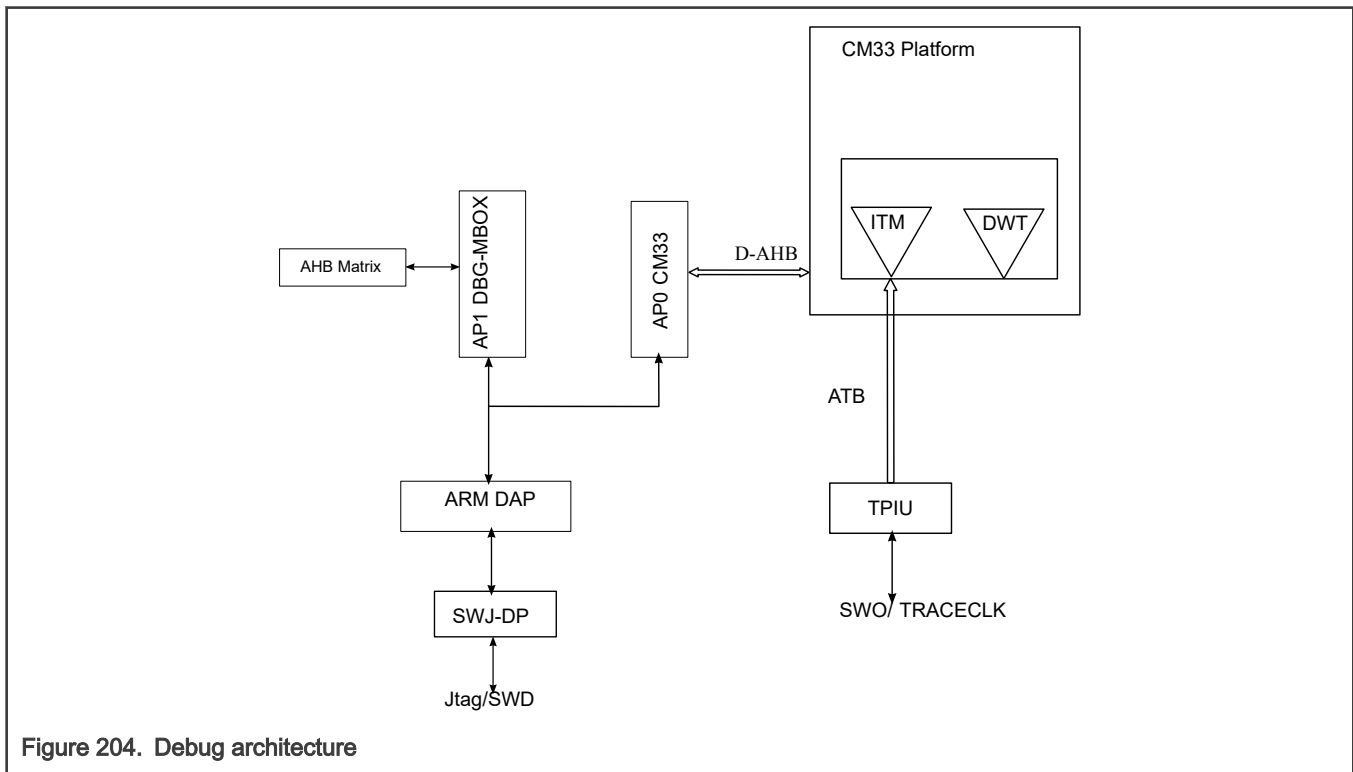 CM33 Platform
ITM
DWT
AP1 DBG-MBOX
AP0 CM33
AHB Matrix
D-AHB
ATB
ARM DAP
TPIU
SWJ-DP
SWO/ TRACECLK
Jtag/SWD
Figure 204. Debug architecture